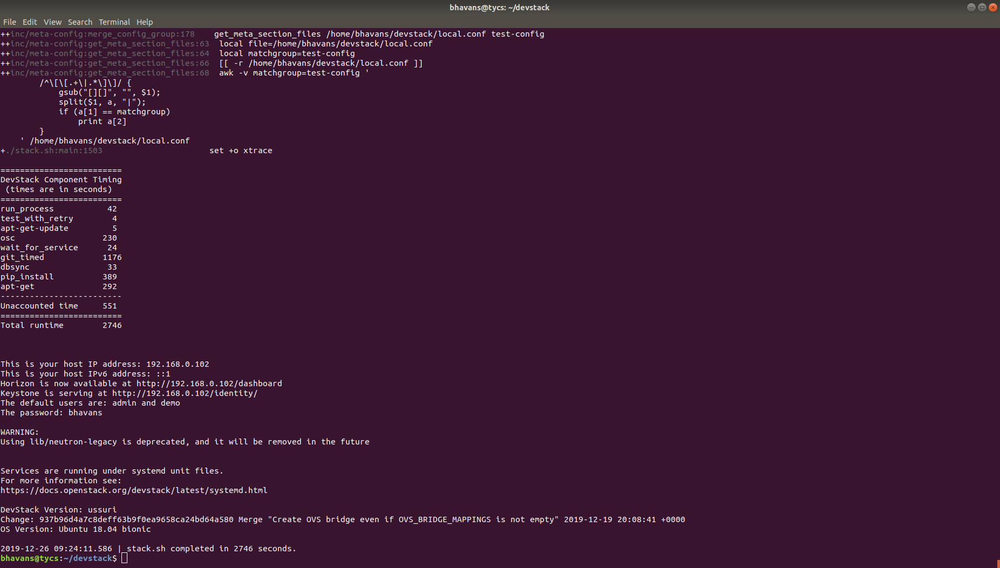 bhavans@tycs: ~/devstack
File Edit View Search Terminal Help
++inc/meta-config:merge_config_group:178    get_meta_section_files /home/bhavans/devstack/local.conf test-config
++inc/meta-config:get_meta_section_files:63  local file=/home/bhavans/devstack/local.conf
++inc/meta-config:get_meta_section_files:64  local matchgroup=test-config
++inc/meta-config:get_meta_section_files:66  [[ -r /home/bhavans/devstack/local.conf ]]
++inc/meta-config:get_meta_section_files:68  awk -v matchgroup=test-config '
        /^\[\[.+\|.*\]\]/ {
            gsub("[][]", "", $1);
            split($1, a, "|");
            if (a[1] == matchgroup)
                print a[2]
        }
    ' /home/bhavans/devstack/local.conf
+./stack.sh:main:1503                      set +o xtrace
=========================
DevStack Component Timing
 (times are in seconds)
=========================
run_process           42
test_with_retry        4
apt-get-update         5
osc                  230
wait_for_service      24
git_timed            1176
dbsync                33
pip_install          389
apt-get              292
-------------------------
Unaccounted time     551
=========================
Total runtime        2746
This is your host IP address: 192.168.0.102
This is your host IPv6 address: ::1
Horizon is now available at http://192.168.0.102/dashboard
Keystone is serving at http://192.168.0.102/identity/
The default users are: admin and demo
The password: bhavans
WARNING:
Using lib/neutron-legacy is deprecated, and it will be removed in the future
Services are running under systemd unit files.
For more information see:
https://docs.openstack.org/devstack/latest/systemd.html
DevStack Version: ussuri
Change: 937b96d4a7c8deff63b9f0ea9658ca24bd64a580 Merge "Create OVS bridge even if OVS_BRIDGE_MAPPINGS is not empty" 2019-12-19 20:08:41 +0000
OS Version: Ubuntu 18.04 bionic
2019-12-26 09:24:11.586 | stack.sh completed in 2746 seconds.
bhavans@tycs:~/devstack$